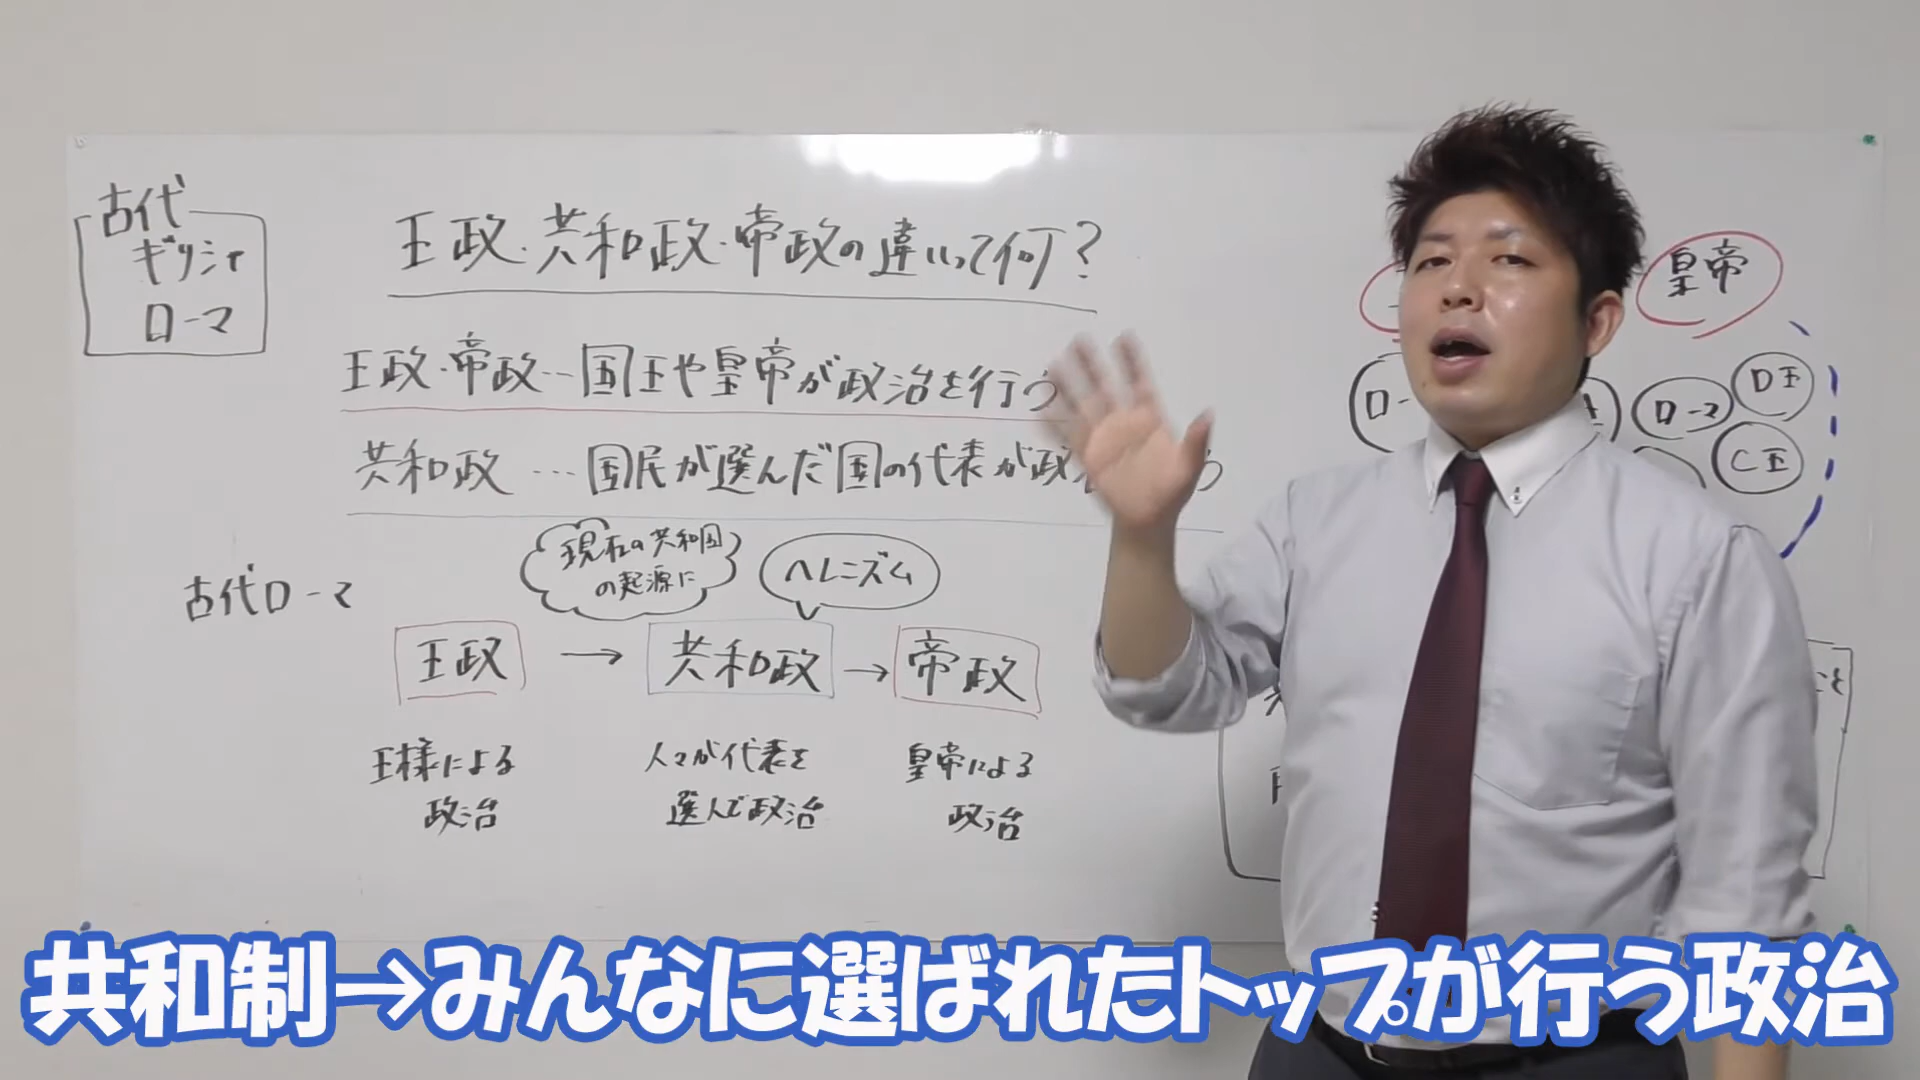 古代
ギリシャ
ローマ
王政・共和政・帝政の違いって何?
王政・帝政…国王や皇帝が政治を行う
共和政…国民が選んだ国の代表が政
古代ローマ
現在の共和国
の起源に
ヘレニズム
王政→共和政→帝政
王様による
政治
人々が代表を
選んで政治
皇帝による
政治
皇帝
ロー
ローマ
D王
C王
共和制→みんなに選ばれたトップが行う政治